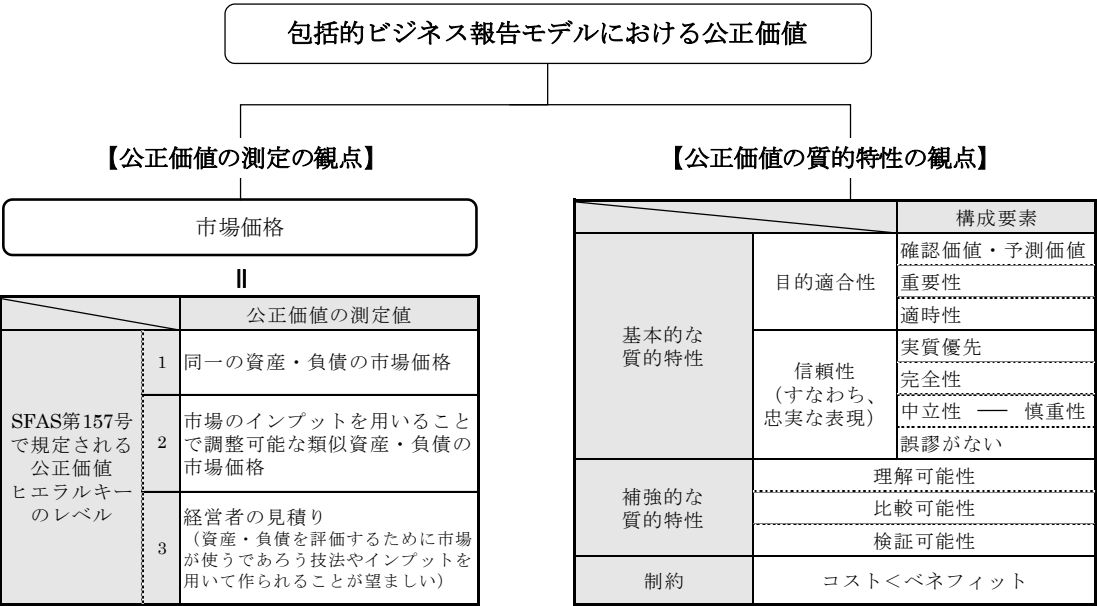 包括的ビジネス報告モデルにおける公正価値
【公正価値の測定の観点】
市場価格
=
公正価値の測定値
SFAS第157号
で規定される
公正価値
ヒエラルキー
のレベル
1
同一の資産・負債の市場価格
2
市場のインプットを用いること
で調整可能な類似資産・負債の
市場価格
3
経営者の見積り
(資産・負債を評価するために市場
が使うであろう技法やインプットを
用いて作られることが望ましい)
【公正価値の質的特性の観点】
構成要素
基本的な
質的特性
目的適合性
確認価値・予測価値
重要性
適時性
信頼性
(すなわち、
忠実な表現)
実質優先
完全性
中立性 ― 慎重性
誤謬がない
補強的な
質的特性
理解可能性
比較可能性
検証可能性
制約
コスト<ベネフィット